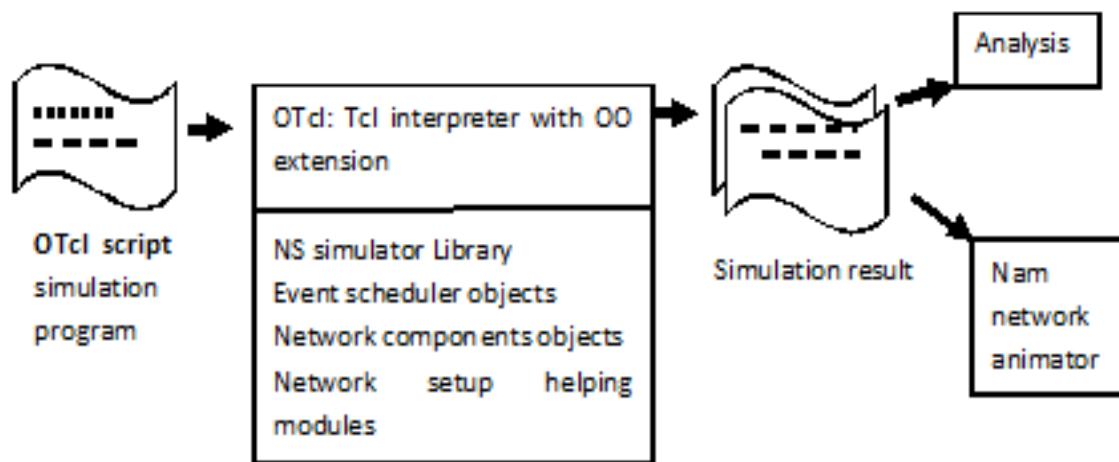 OTcl script
simulation
program
OTcl: Tcl interpreter with OO
extension
NS simulator Library
Event scheduler objects
Network components objects
Network setup helping
modules
Simulation result
Analysis
Nam
network
animator